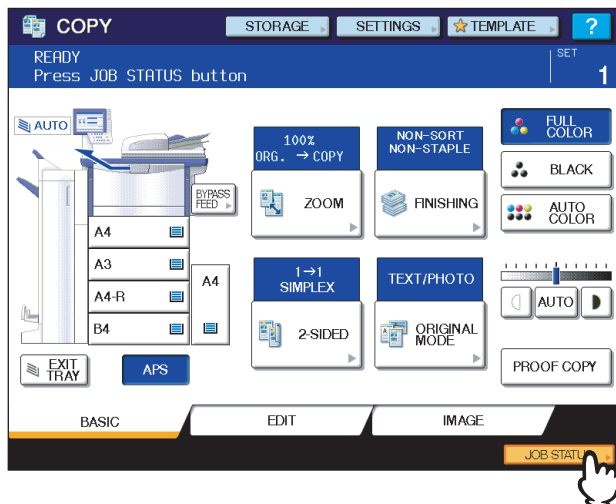 COPY
STORAGE
SETTINGS
TEMPLATE
?
READY
Press JOB STATUS button
SET
1
AUTO
BYPASS
FEED
A4
A3
A4-R
B4
A4
EXIT
TRAY
APS
100%
ORG. → COPY
ZOOM
NON-SORT
NON-STAPLE
FINISHING
1→1
SIMPLEX
2-SIDED
TEXT/PHOTO
ORIGINAL
MODE
FULL
COLOR
BLACK
AUTO
COLOR
AUTO
PROOF COPY
BASIC
EDIT
IMAGE
JOB STATU